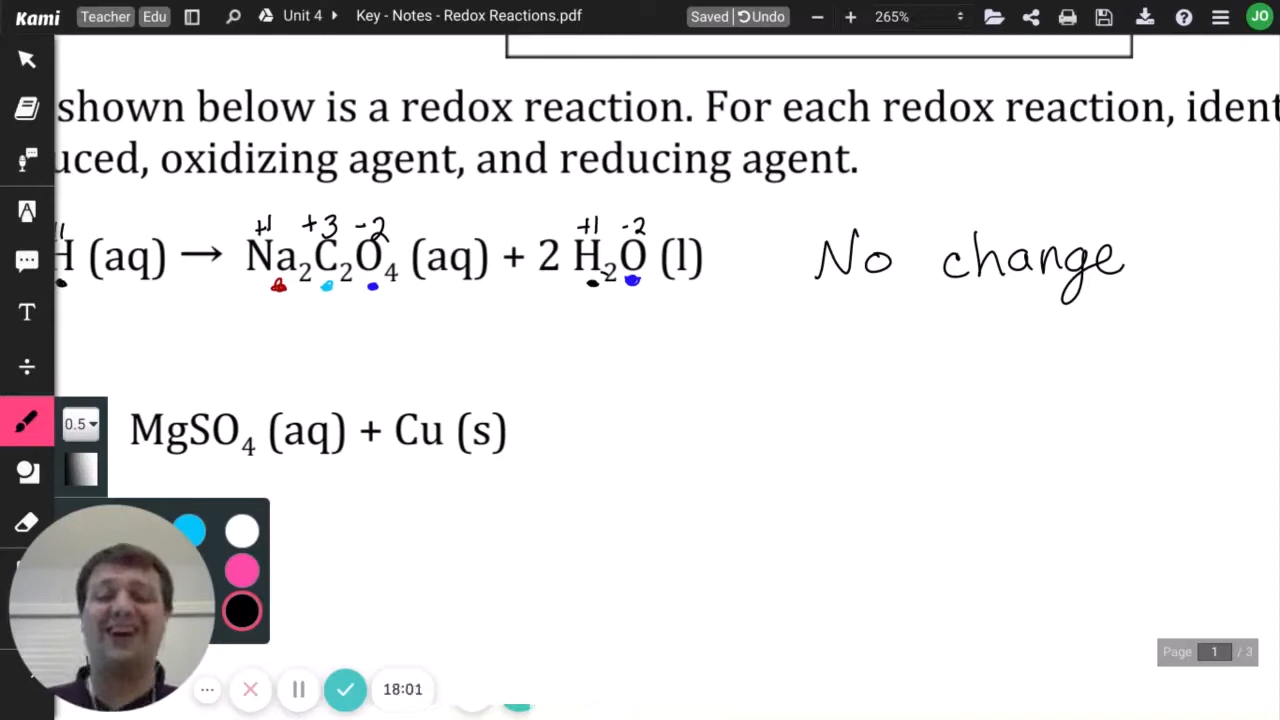 Kami Teacher Edu Unit 4 Key - Notes - Redox Reactions.pdf Saved Undo 265% JO
shown below is a redox reaction. For each redox reaction, ident
uced, oxidizing agent, and reducing agent.
+1 +3 -2 +1 -2
H (aq) → Na₂C₂O₄ (aq) + 2 H₂O (l) No change
0.5
MgSO₄ (aq) + Cu (s)
Page 1 / 3
18:01